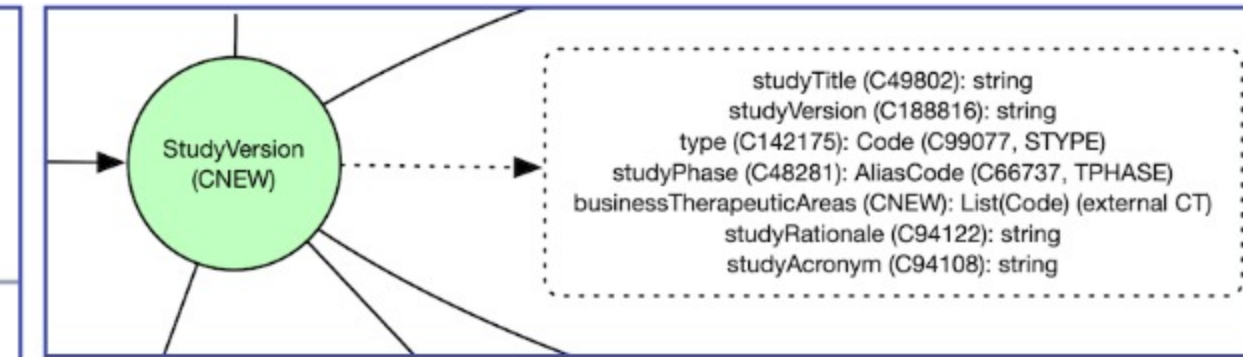 StudyVersion
(CNEW)
studyTitle (C49802): string
studyVersion (C188816): string
type (C142175): Code (C99077, STYPE)
studyPhase (C48281): AliasCode (C66737, TPHASE)
businessTherapeuticAreas (CNEW): List(Code) (external CT)
studyRationale (C94122): string
studyAcronym (C94108): string